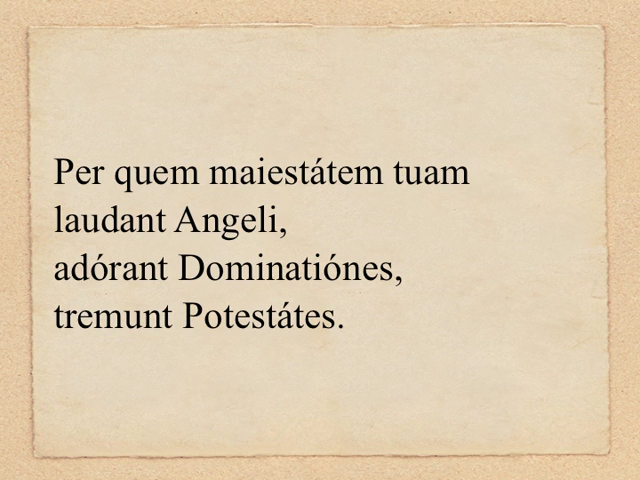 Per quem maiestátem tuam
laudant Angeli,
adórant Dominatiónes,
tremunt Potestátes.